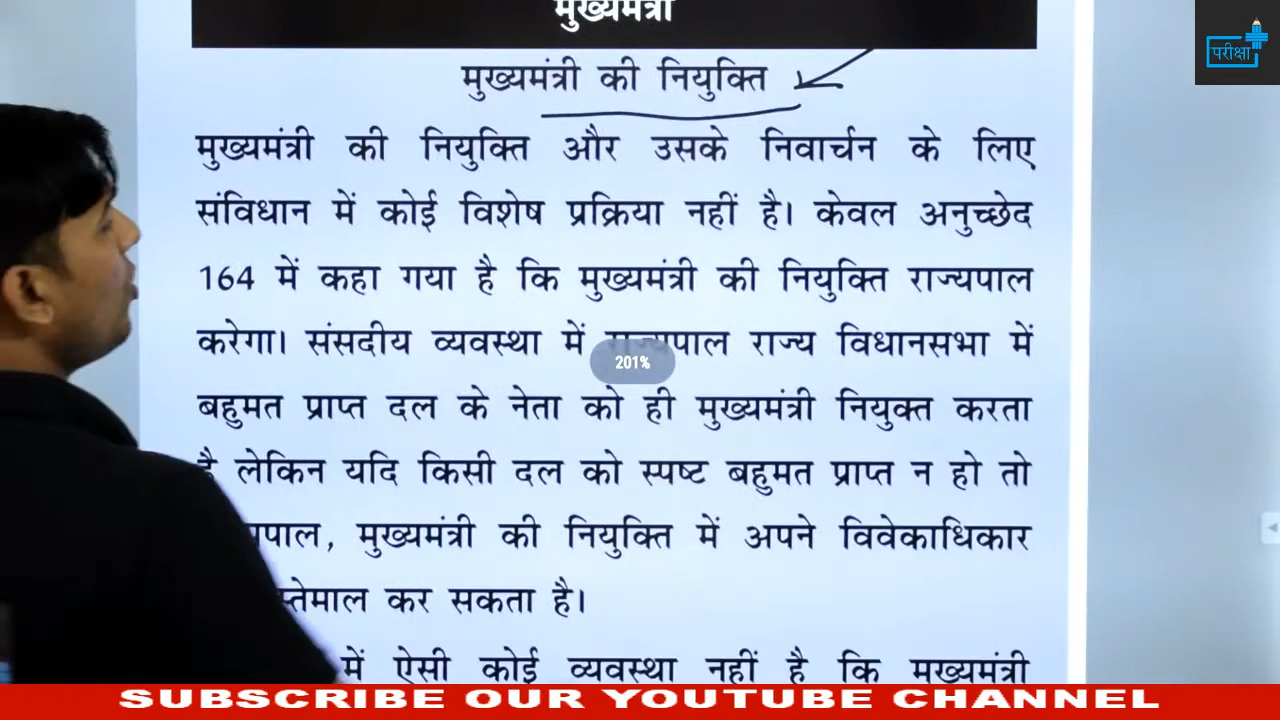 मुख्यमंत्री
परीक्षा
मुख्यमंत्री की नियुक्ति
मुख्यमंत्री की नियुक्ति और उसके निवार्चन के लिए
संविधान में कोई विशेष प्रक्रिया नहीं है। केवल अनुच्छेद
164 में कहा गया है कि मुख्यमंत्री की नियुक्ति राज्यपाल
करेगा। संसदीय व्यवस्था में राज्यपाल राज्य विधानसभा में
201%
बहुमत प्राप्त दल के नेता को ही मुख्यमंत्री नियुक्त करता
है लेकिन यदि किसी दल को स्पष्ट बहुमत प्राप्त न हो तो
मुख्यमंत्री की नियुक्ति में अपने विवेकाधिकार
कर सकता है।
में ऐसी कोई व्यवस्था नहीं है कि मुख्यमंत्री
SUBSCRIBE OUR YOUTUBE CHANNEL